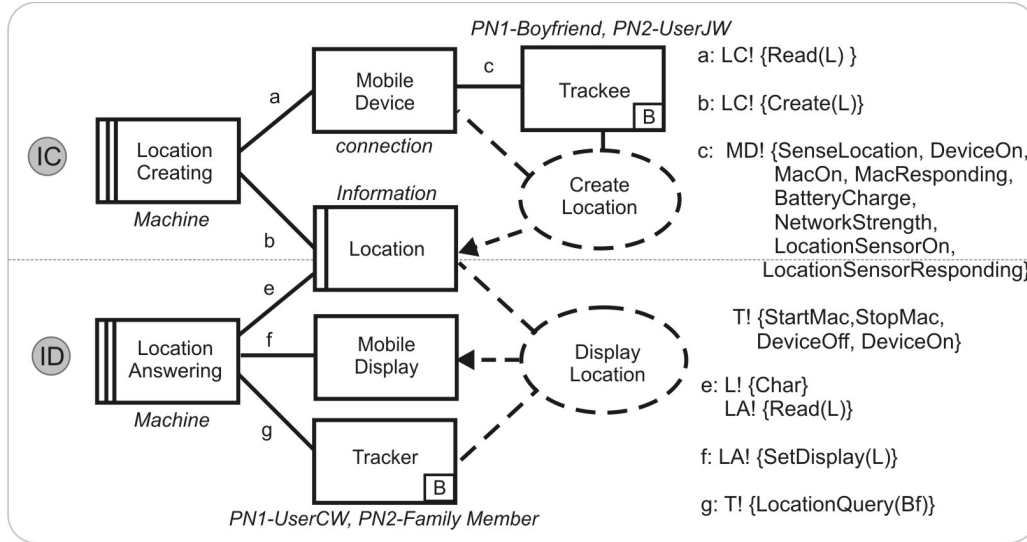 PN1-Boyfriend, PN2-UserJW
IC
Location
Creating
Machine
a
b
Mobile
Device
connection
c
Trackee
B
Create
Location
Information
Location
ID
Location
Answering
Machine
e
f
g
Mobile
Display
Display
Location
Tracker
B
PN1-UserCW, PN2-Family Member
a: LC! {Read(L) }
b: LC! {Create(L)}
c: MD! {SenseLocation, DeviceOn,
MacOn, MacResponding,
BatteryCharge,
NetworkStrength,
LocationSensorOn,
LocationSensorResponding}
T! {StartMac,StopMac,
DeviceOff, DeviceOn}
e: L! {Char}
LA! {Read(L)}
f: LA! {SetDisplay(L)}
g: T! {LocationQuery(Bf)}